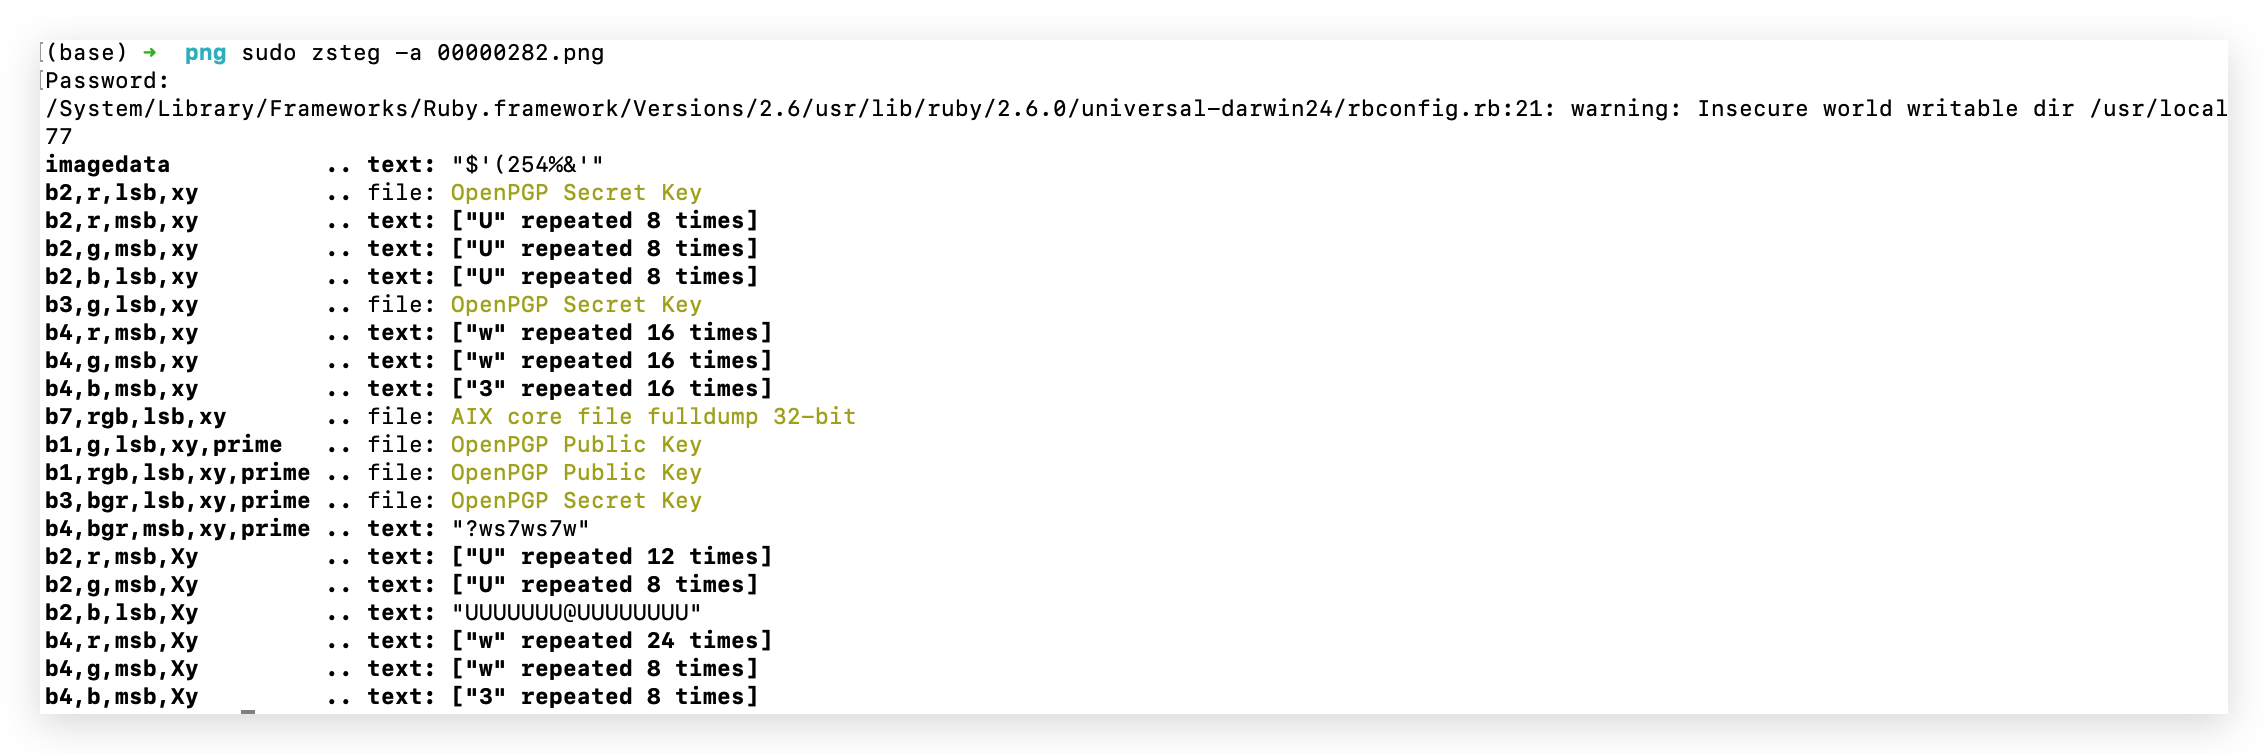 (base) → png sudo zsteg -a 00000282.png
Password:
/System/Library/Frameworks/Ruby.framework/Versions/2.6/usr/lib/ruby/2.6.0/universal-darwin24/rbconfig.rb:21: warning: Insecure world writable dir /usr/local
77
imagedata .. text: "$'(254%&'"
b2,r,lsb,xy .. file: OpenPGP Secret Key
b2,r,msb,xy .. text: ["U" repeated 8 times]
b2,g,msb,xy .. text: ["U" repeated 8 times]
b2,b,lsb,xy .. text: ["U" repeated 8 times]
b3,g,lsb,xy .. file: OpenPGP Secret Key
b4,r,msb,xy .. text: ["w" repeated 16 times]
b4,g,msb,xy .. text: ["w" repeated 16 times]
b4,b,msb,xy .. text: ["3" repeated 16 times]
b7,rgb,lsb,xy .. file: AIX core file fulldump 32-bit
b1,g,lsb,xy,prime .. file: OpenPGP Public Key
b1,rgb,lsb,xy,prime .. file: OpenPGP Public Key
b3,bgr,lsb,xy,prime .. file: OpenPGP Secret Key
b4,bgr,msb,xy,prime .. text: "?ws7ws7w"
b2,r,msb,Xy .. text: ["U" repeated 12 times]
b2,g,msb,Xy .. text: ["U" repeated 8 times]
b2,b,lsb,Xy .. text: "UUUUUUU@UUUUUUUU"
b4,r,msb,Xy .. text: ["w" repeated 24 times]
b4,g,msb,Xy .. text: ["w" repeated 8 times]
b4,b,msb,Xy .. text: ["3" repeated 8 times]